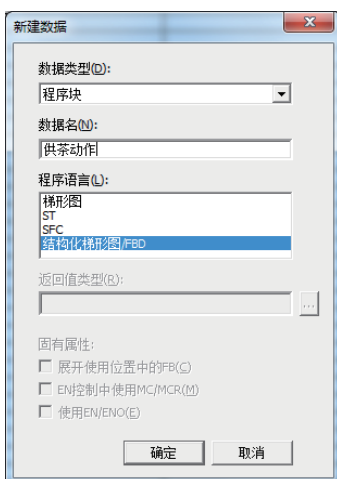 新建数据
数据类型(D):
程序块
数据名(N):
供茶动作
程序语言(L):
梯形图
ST
SFC
结构化梯形图/FBD
返回值类型(R):
...
固有属性:
展开使用位置中的FB(C)
EN控制中使用MC/MCR(M)
使用EN/ENO(E)
确定 取消